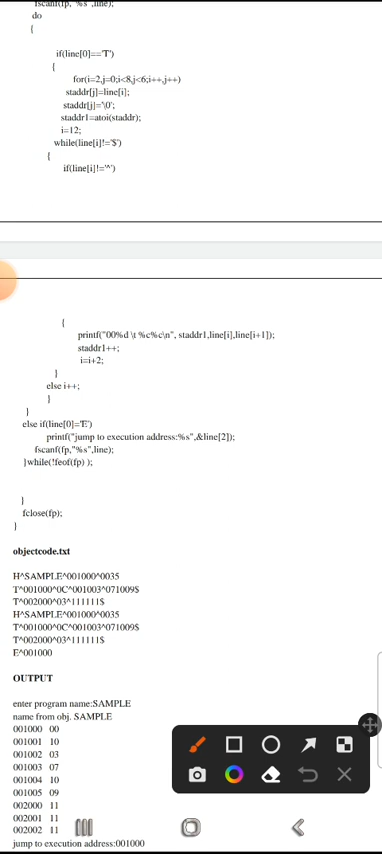 fscanf(fp,"%s",line);
do
{
if(line[0]=='T')
{
for(i=2,j=0;i<8,j<6;i++,j++)
staddr[j]=line[i];
staddr[j]='\0';
staddr1=atoi(staddr);
i=12;
while(line[i]!='$')
{
if(line[i]!='^')
{
printf("00%d \t %c%c\n", staddr1,line[i],line[i+1]);
staddr1++;
i=i+2;
}
else i++;
}
}
else if(line[0]='E')
printf("jump to execution address:%s",&line[2]);
fscanf(fp,"%s",line);
}while(!feof(fp) );
}
fclose(fp);
}
objectcode.txt
H^SAMPLE^001000^0035
T^001000^0C^001003^071009$
T^002000^03^111111$
H^SAMPLE^001000^0035
T^001000^0C^001003^071009$
T^002000^03^111111$
E^001000
OUTPUT
enter program name:SAMPLE
name from obj. SAMPLE
001000 00
001001 10
001002 03
001003 07
001004 10
001005 09
002000 11
002001 11
002002 11
jump to execution address:001000